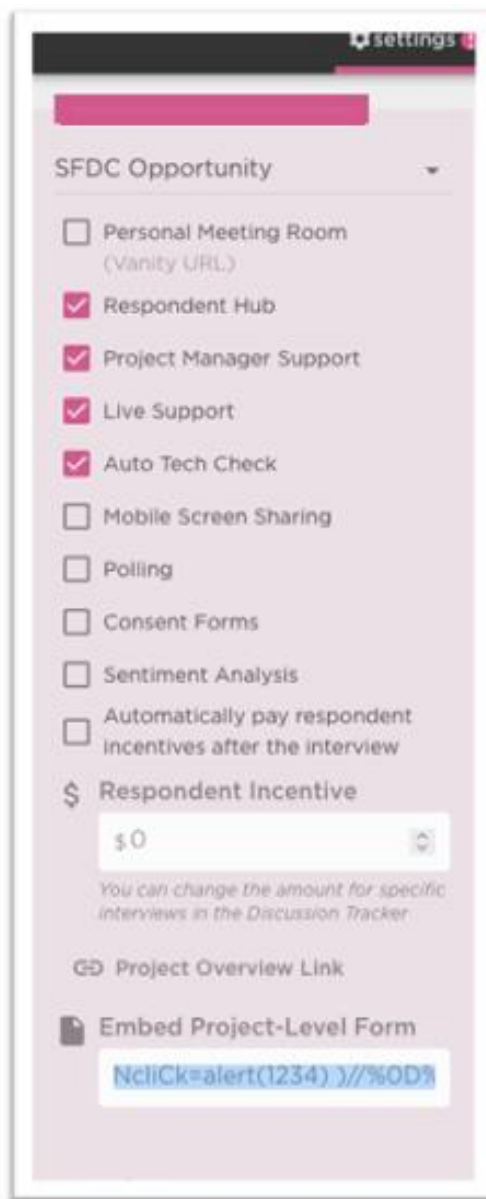 settings
SFDC Opportunity
Personal Meeting Room
(Vanity URL)
Respondent Hub
Project Manager Support
Live Support
Auto Tech Check
Mobile Screen Sharing
Polling
Consent Forms
Sentiment Analysis
Automatically pay respondent
incentives after the interview
$ Respondent Incentive
$ 0
You can change the amount for specific
interviews in the Discussion Tracker
Project Overview Link
Embed Project-Level Form
NcliCk=alert(1234) )//%0D%